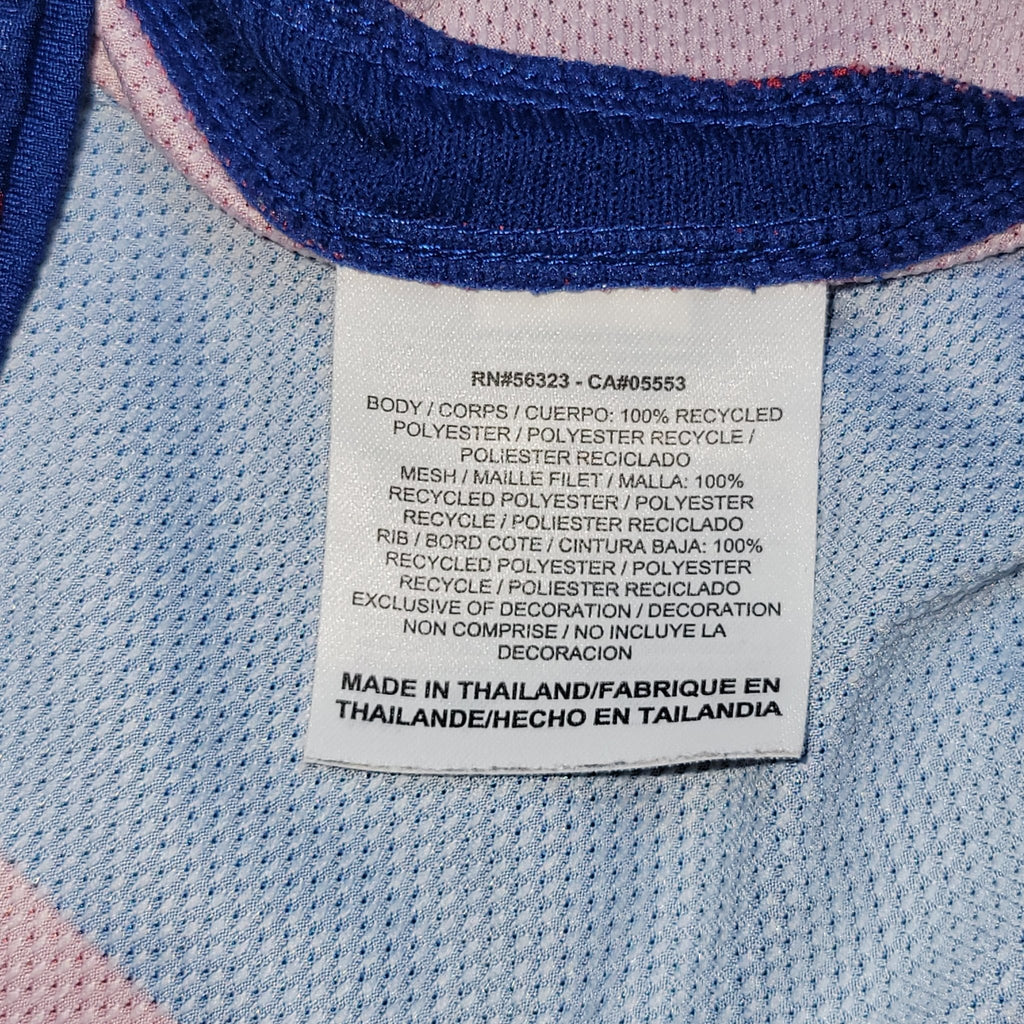 RN#56323 - CA#05553
BODY / CORPS / CUERPO: 100% RECYCLED
POLYESTER / POLYESTER RECYCLE /
POLIESTER RECICLADO
MESH / MAILLE FILET / MALLA: 100%
RECYCLED POLYESTER / POLYESTER
RECYCLE / POLIESTER RECICLADO
RIB / BORD COTE / CINTURA BAJA: 100%
RECYCLED POLYESTER / POLYESTER
RECYCLE / POLIESTER RECICLADO
EXCLUSIVE OF DECORATION / DECORATION
NON COMPRISE / NO INCLUYE LA
DECORACION
MADE IN THAILAND/FABRIQUE EN
THAILANDE/HECHO EN TAILANDIA